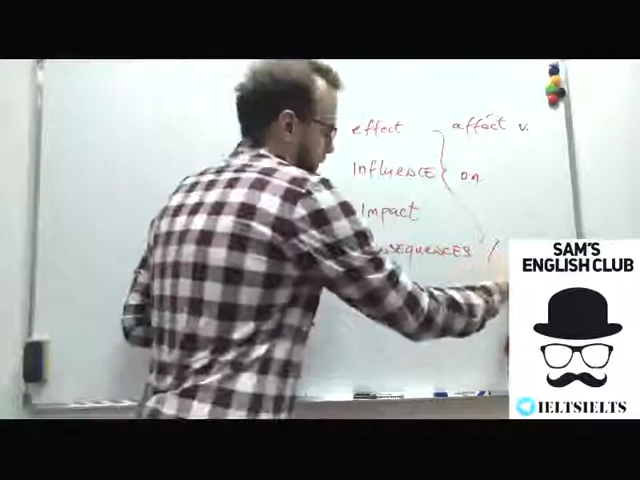 effect affect v.
Influence on
Impact
SAM'S
ENGLISH CLUB
IELTSIELTS